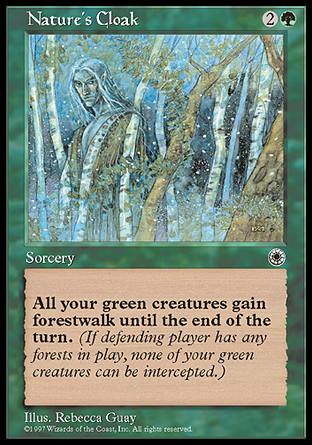 Nature's Cloak 2
Sorcery
All your green creatures gain
forestwalk until the end of the
turn. (If defending player has any
forests in play, none of your green
creatures can be intercepted.)
Illus. Rebecca Guay
©1997 Wizards of the Coast, Inc. All rights reserved.